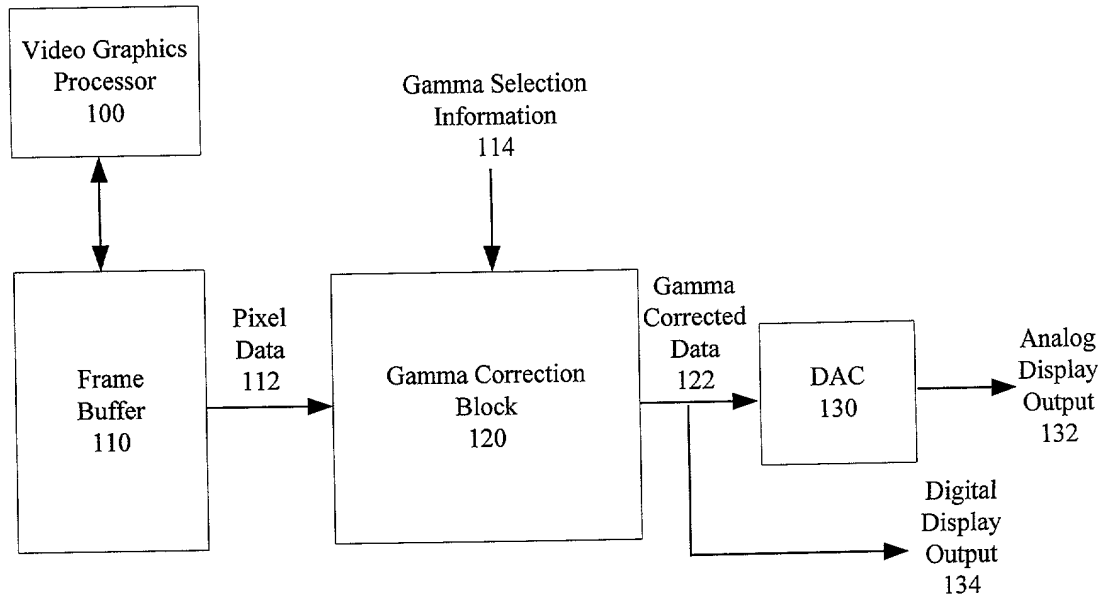 Video Graphics
Processor
100
Gamma Selection
Information
114
Frame
Buffer
110
Pixel
Data
112
Gamma Correction
Block
120
Gamma
Corrected
Data
122
DAC
130
Analog
Display
Output
132
Digital
Display
Output
134